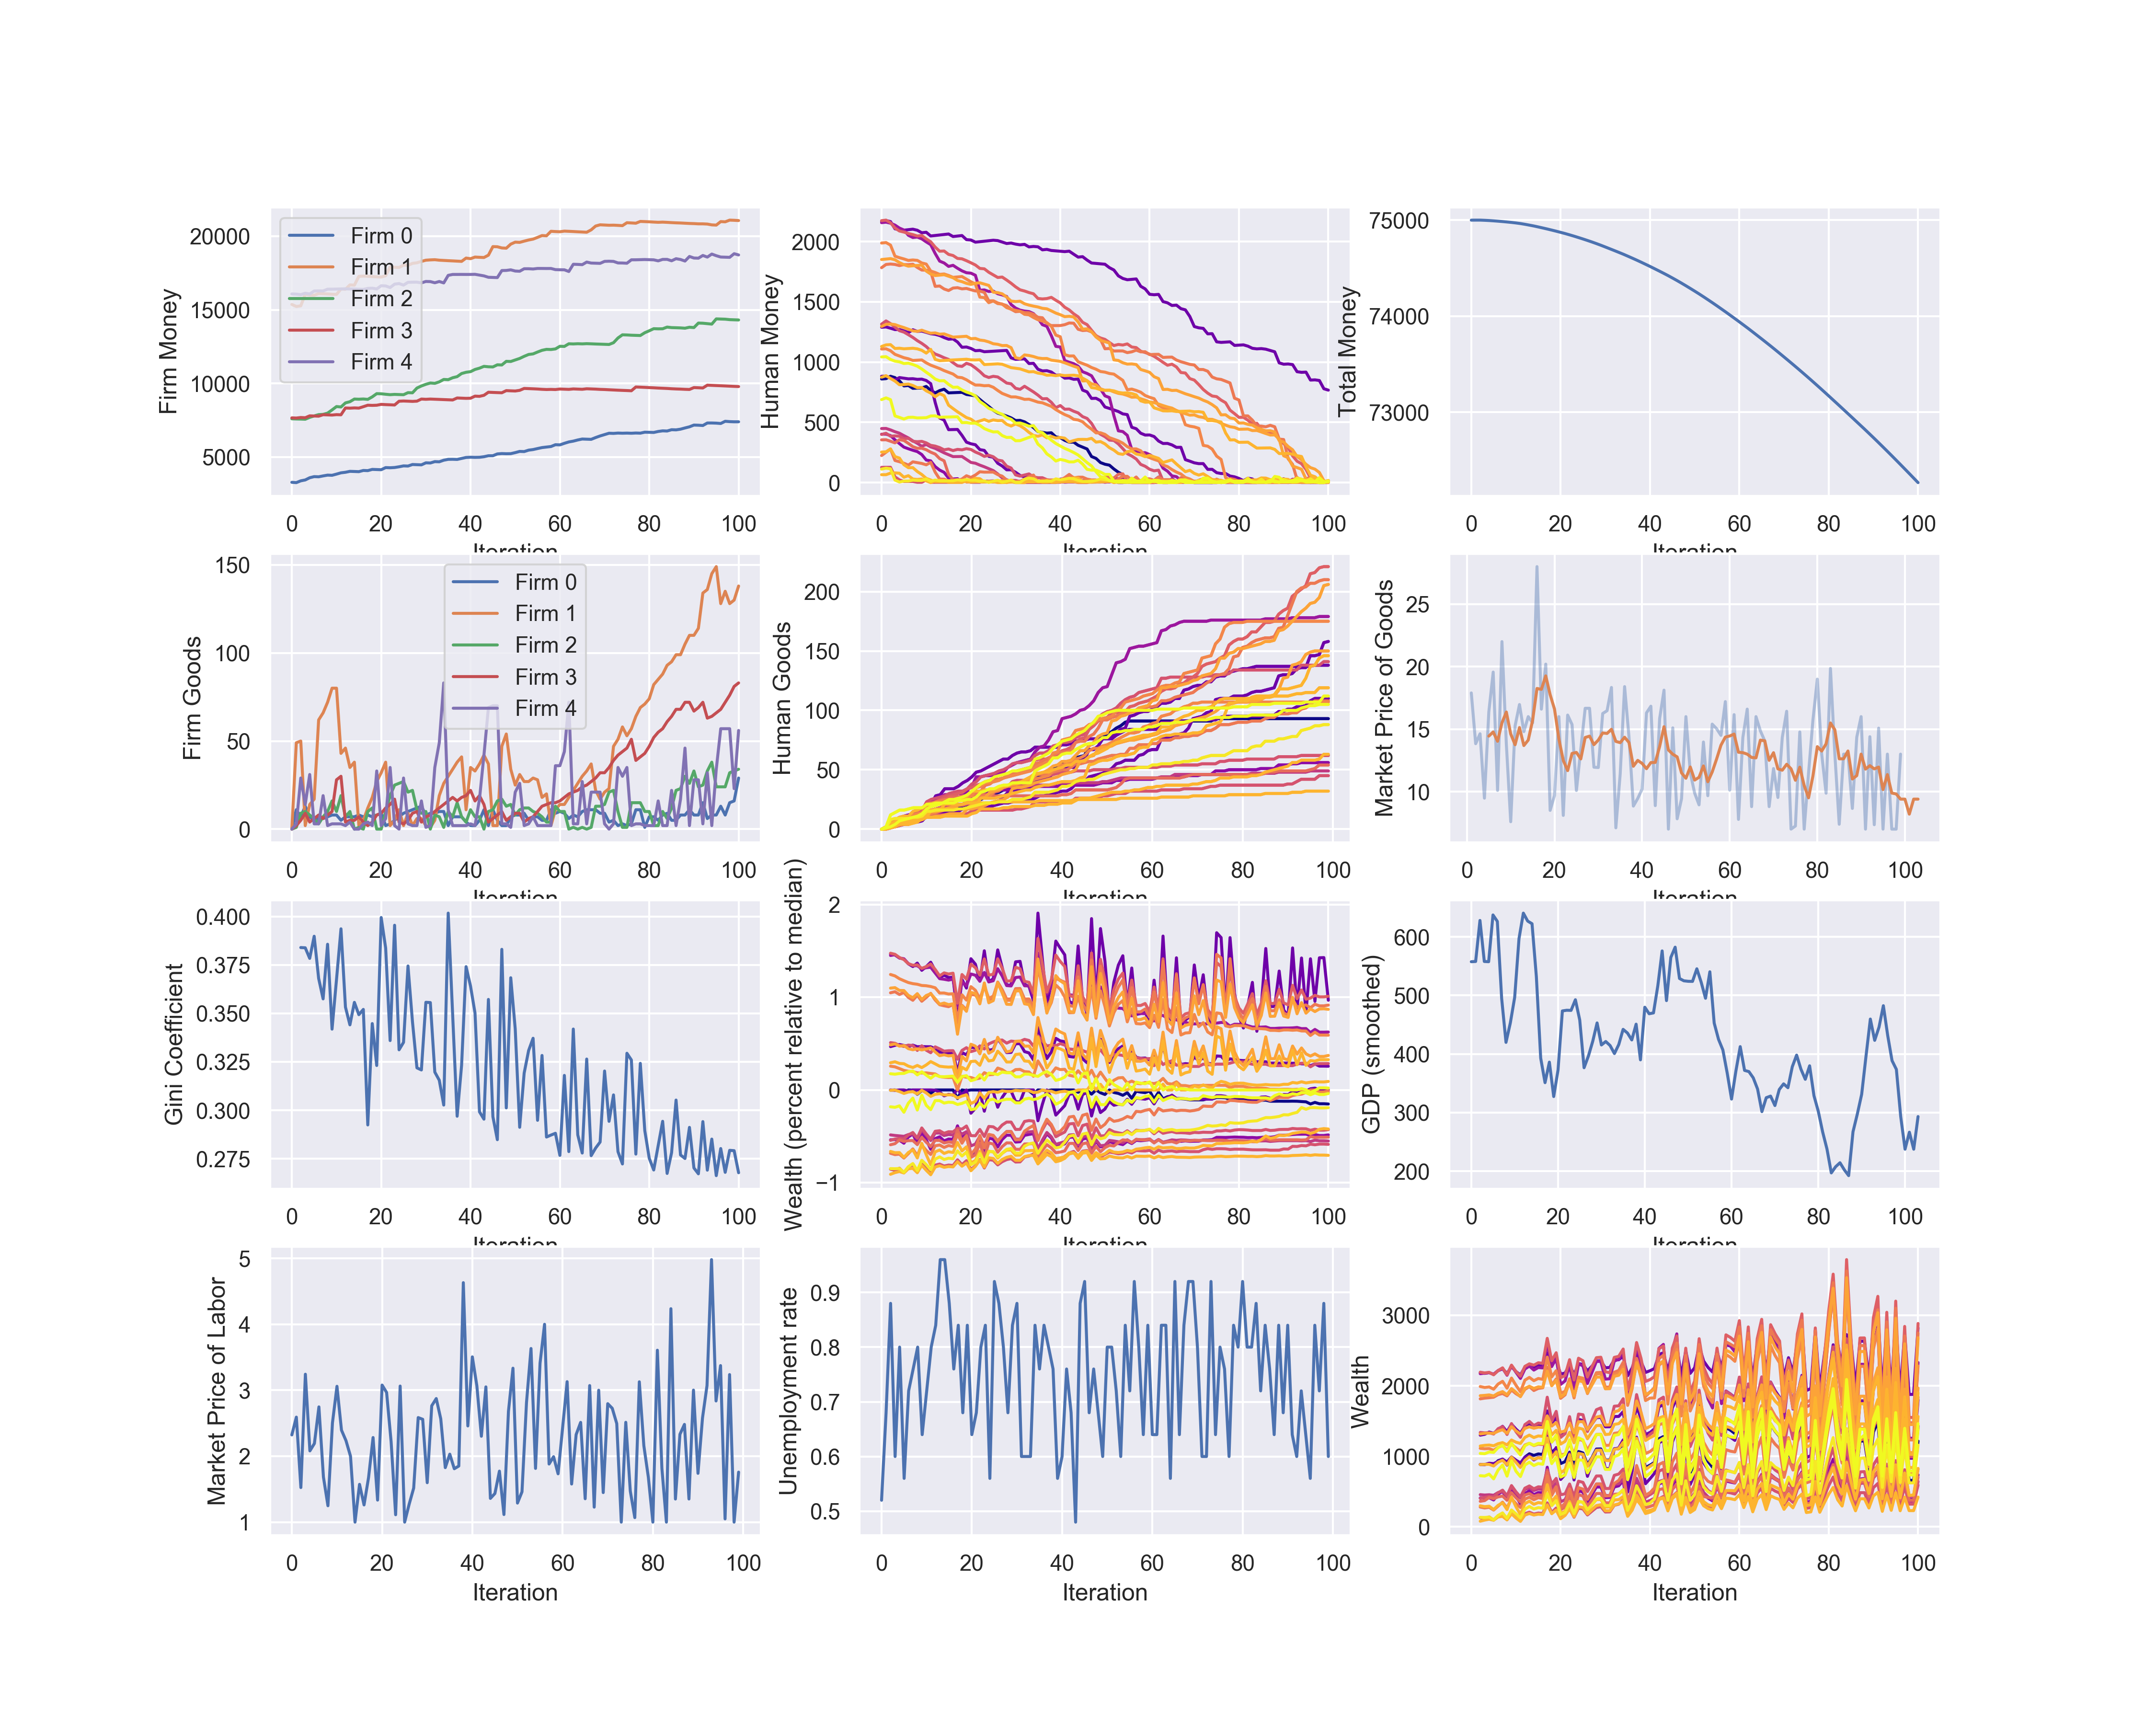 Firm Money
20000
15000
10000
5000
Firm 0
Firm 1
Firm 2
Firm 3
Firm 4
0 20 40 60 80 100
Iteration
Human Money
2000
1500
1000
500
0
0 20 40 60 80 100
Iteration
Total Money
75000
74000
73000
0 20 40 60 80 100
Iteration
Firm Goods
150
100
50
0
Firm 0
Firm 1
Firm 2
Firm 3
Firm 4
0 20 40 60 80 100
Iteration
Human Goods
200
150
100
50
0
0 20 40 60 80 100
Iteration
Market Price of Goods
25
20
15
10
0 20 40 60 80 100
Iteration
Gini Coefficient
0.400
0.375
0.350
0.325
0.300
0.275
0 20 40 60 80 100
Iteration
Wealth (percent relative to median)
2
1
0
−1
0 20 40 60 80 100
Iteration
GDP (smoothed)
600
500
400
300
200
0 20 40 60 80 100
Market Price of Labor
5
4
3
2
1
0 20 40 60 80 100
Iteration
Unemployment rate
0.9
0.8
0.7
0.6
0.5
0 20 40 60 80 100
Iteration
Wealth
3000
2000
1000
0
0 20 40 60 80 100
Iteration